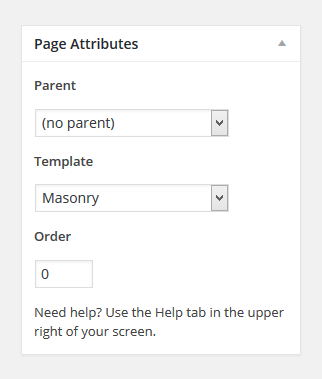 Page Attributes
Parent
(no parent)
Template
Masonry
Order
0
Need help? Use the Help tab in the upper
right of your screen.